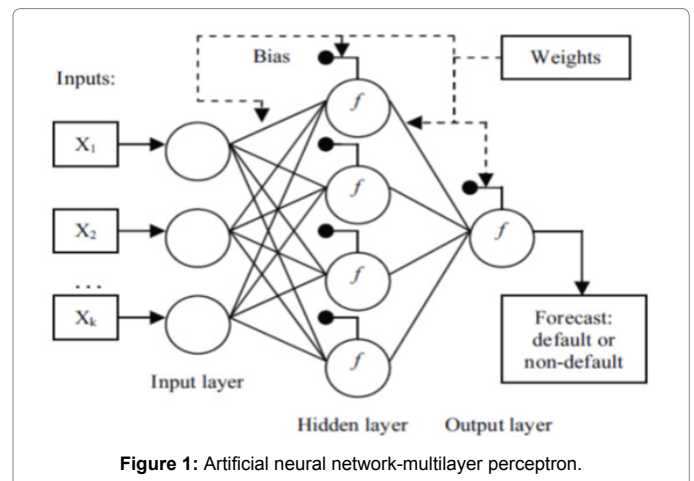 Bias
Weights
Inputs:
f
X1
f
X2
f
f
...
Xk
Forecast:
default or
non-default
f
Input layer
Hidden layer
Output layer
Figure 1: Artificial neural network-multilayer perceptron.